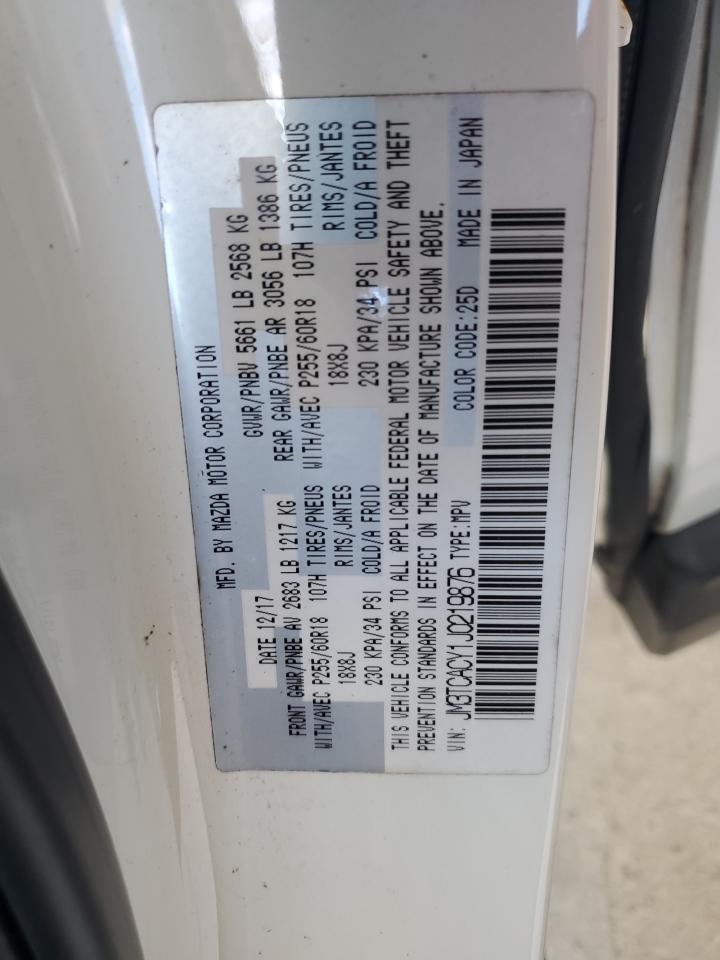 MFD. BY MAZDA MOTOR CORPORATION
DATE 12/17 GVWR/PNBV 5661 LB 2568 KG
FRONT GAWR/PNBE AV 2683 LB 1217 KG REAR GAWR/PNBE AR 3056 LB 1386 KG
WITH/AVEC P255/60R18 107H TIRES/PNEUS WITH/AVEC P255/60R18 107H TIRES/PNEUS
18X8J RIMS/JANTES 18X8J RIMS/JANTES
230 KPA/34 PSI COLD/A FROID 230 KPA/34 PSI COLD/A FROID
THIS VEHICLE CONFORMS TO ALL APPLICABLE FEDERAL MOTOR VEHICLE SAFETY AND THEFT
PREVENTION STANDARDS IN EFFECT ON THE DATE OF MANUFACTURE SHOWN ABOVE.
VIN: JM3TCACY1J0219876 TYPE:MPV COLOR CODE:25D MADE IN JAPAN